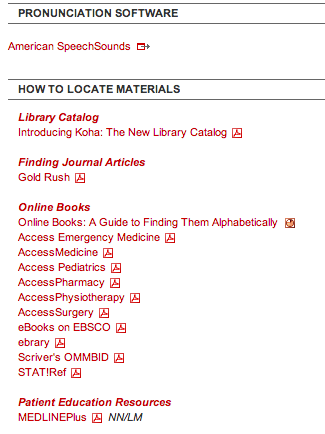 PRONUNCIATION SOFTWARE
American SpeechSounds
HOW TO LOCATE MATERIALS
Library Catalog
Introducing Koha: The New Library Catalog
Finding Journal Articles
Gold Rush
Online Books
Online Books: A Guide to Finding Them Alphabetically
Access Emergency Medicine
AccessMedicine
Access Pediatrics
AccessPharmacy
AccessPhysiotherapy
AccessSurgery
eBooks on EBSCO
ebrary
Scriver's OMMBID
STAT!Ref
Patient Education Resources
MEDLINEPlus NN/LM